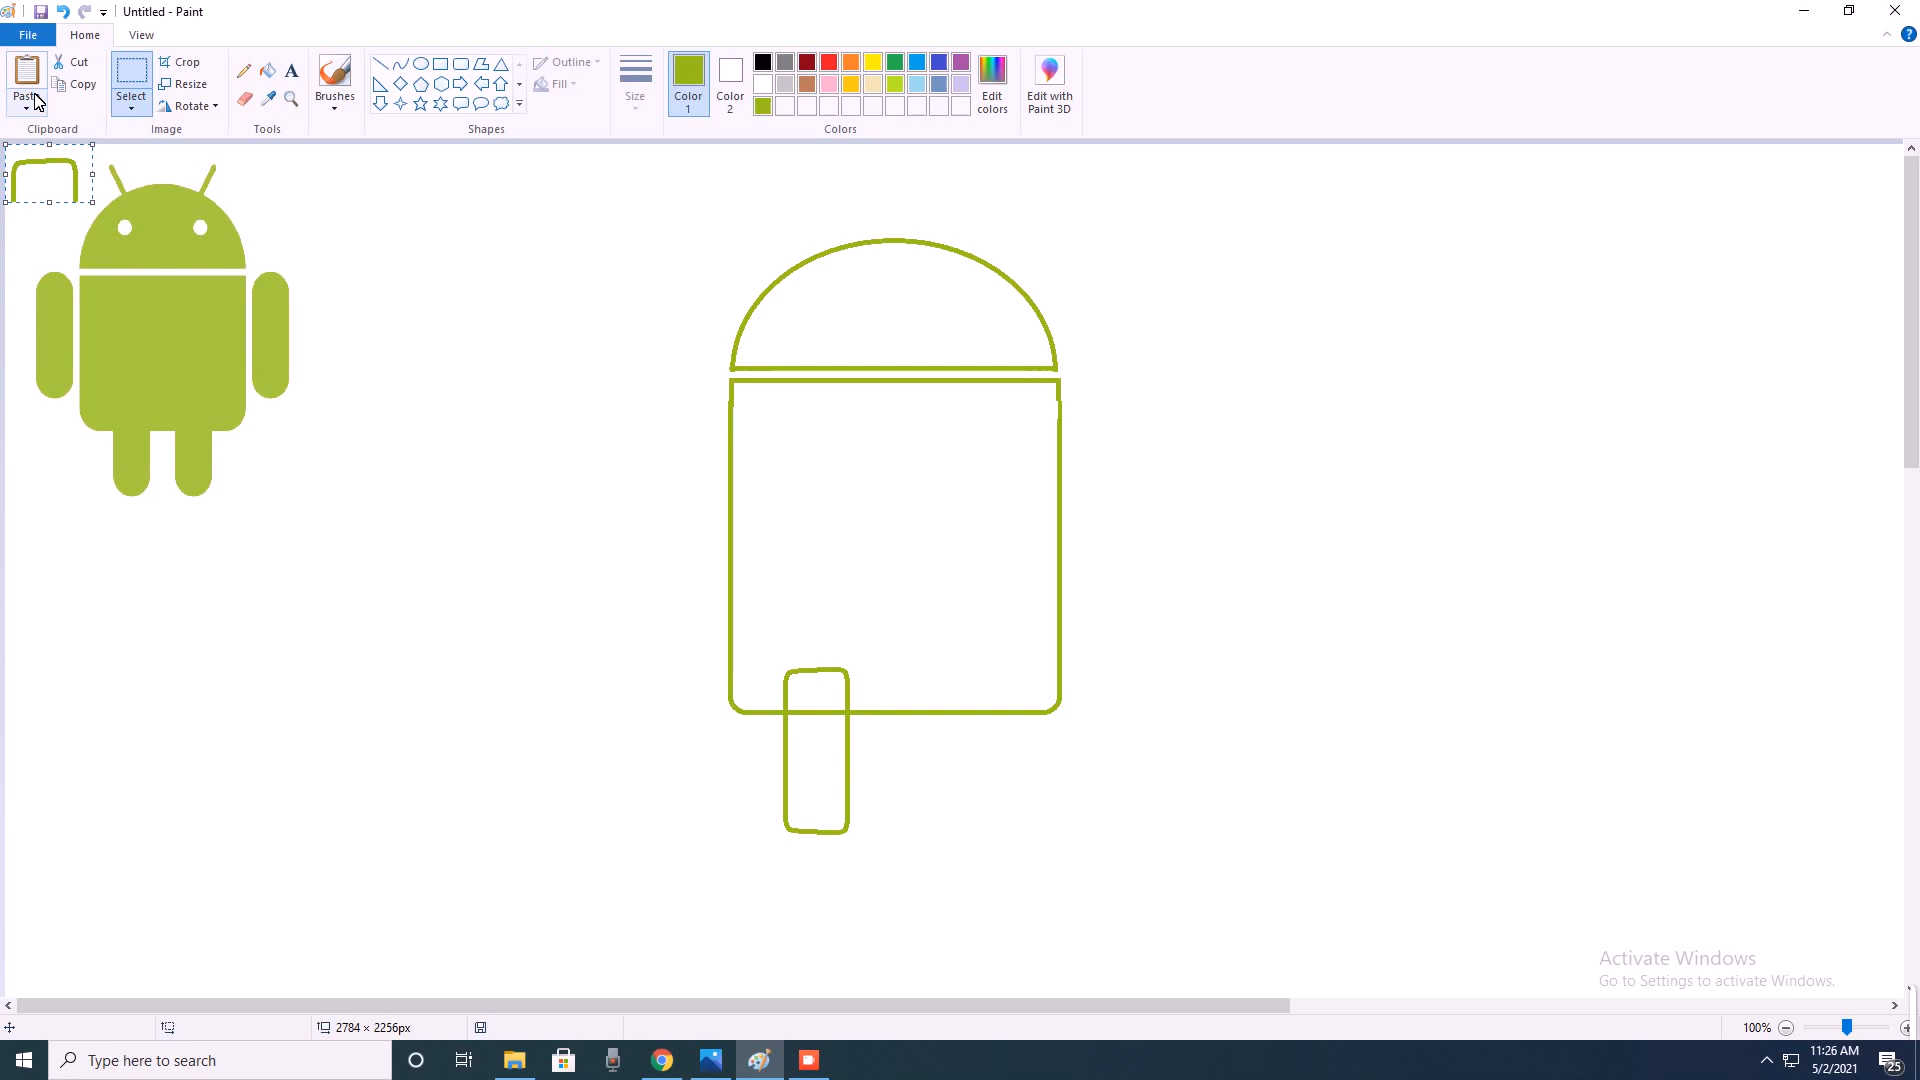 Untitled - Paint
File Home View
Paste
Cut
Copy
Clipboard
Select
Crop
Resize
Rotate
Image
A
Tools
Brushes
Shapes
Outline
Fill
Size
Color 1
Color 2
Colors
Edit colors
Edit with Paint 3D
?
Activate Windows
Go to Settings to activate Windows.
2784 × 2256px
100%
Type here to search
11:26 AM
5/2/2021
25